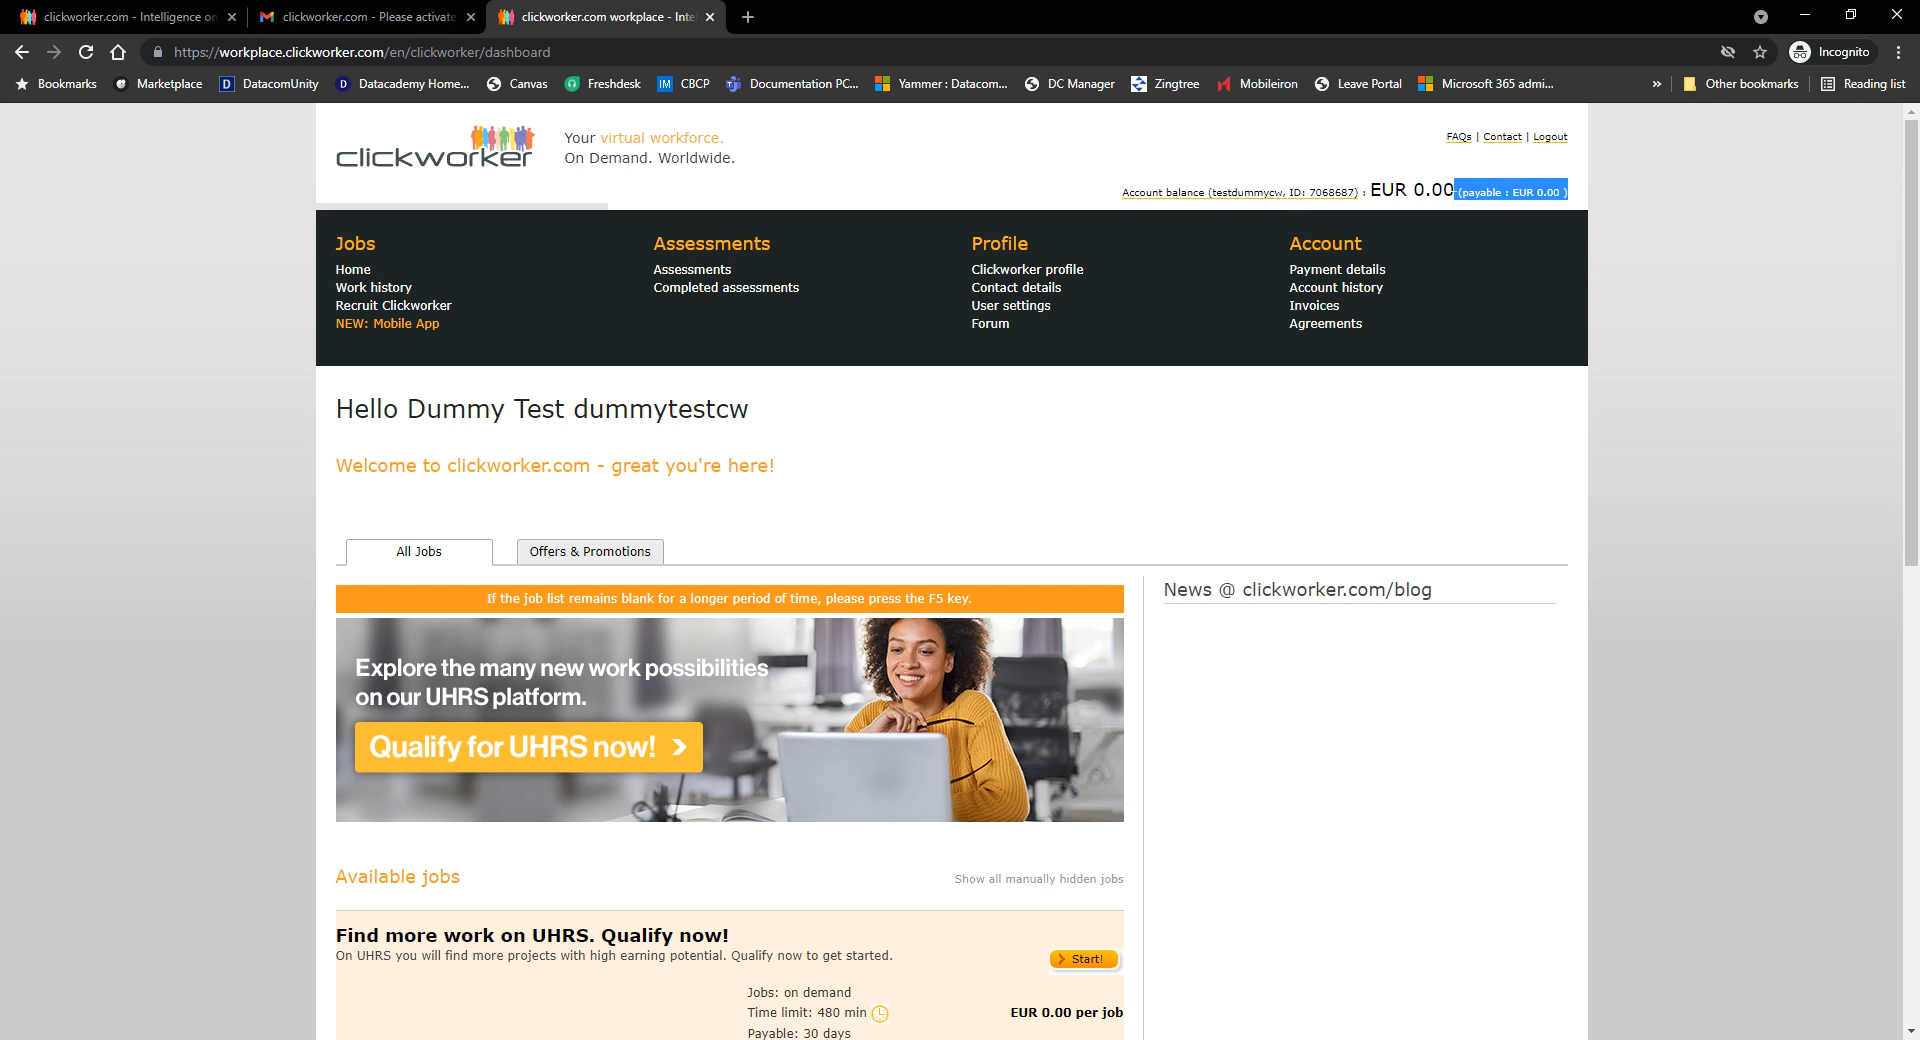 clickworker.com - Intelligence on
clickworker.com - Please activate
clickworker.com workplace - Inte
https://workplace.clickworker.com/en/clickworker/dashboard
Incognito
Bookmarks
Marketplace
D DatacomUnity
D Datacademy Home...
Canvas
Freshdesk
IM CBCP
Documentation PC...
Yammer : Datacom...
DC Manager
Zingtree
Mobileiron
Leave Portal
Microsoft 365 admi...
»
Other bookmarks
Reading list
clickworker
Your virtual workforce.
On Demand. Worldwide.
FAQs | Contact | Logout
Account balance (testdummycw, ID: 7068687) : EUR 0.00 (payable : EUR 0.00 )
Jobs
Home
Work history
Recruit Clickworker
NEW: Mobile App
Assessments
Assessments
Completed assessments
Profile
Clickworker profile
Contact details
User settings
Forum
Account
Payment details
Account history
Invoices
Agreements
Hello Dummy Test dummytestcw
Welcome to clickworker.com - great you're here!
All Jobs
Offers & Promotions
If the job list remains blank for a longer period of time, please press the F5 key.
Explore the many new work possibilities
on our UHRS platform.
Qualify for UHRS now! >
News @ clickworker.com/blog
Available jobs
Show all manually hidden jobs
Find more work on UHRS. Qualify now!
On UHRS you will find more projects with high earning potential. Qualify now to get started.
Start!
Jobs: on demand
Time limit: 480 min
EUR 0.00 per job
Payable: 30 days